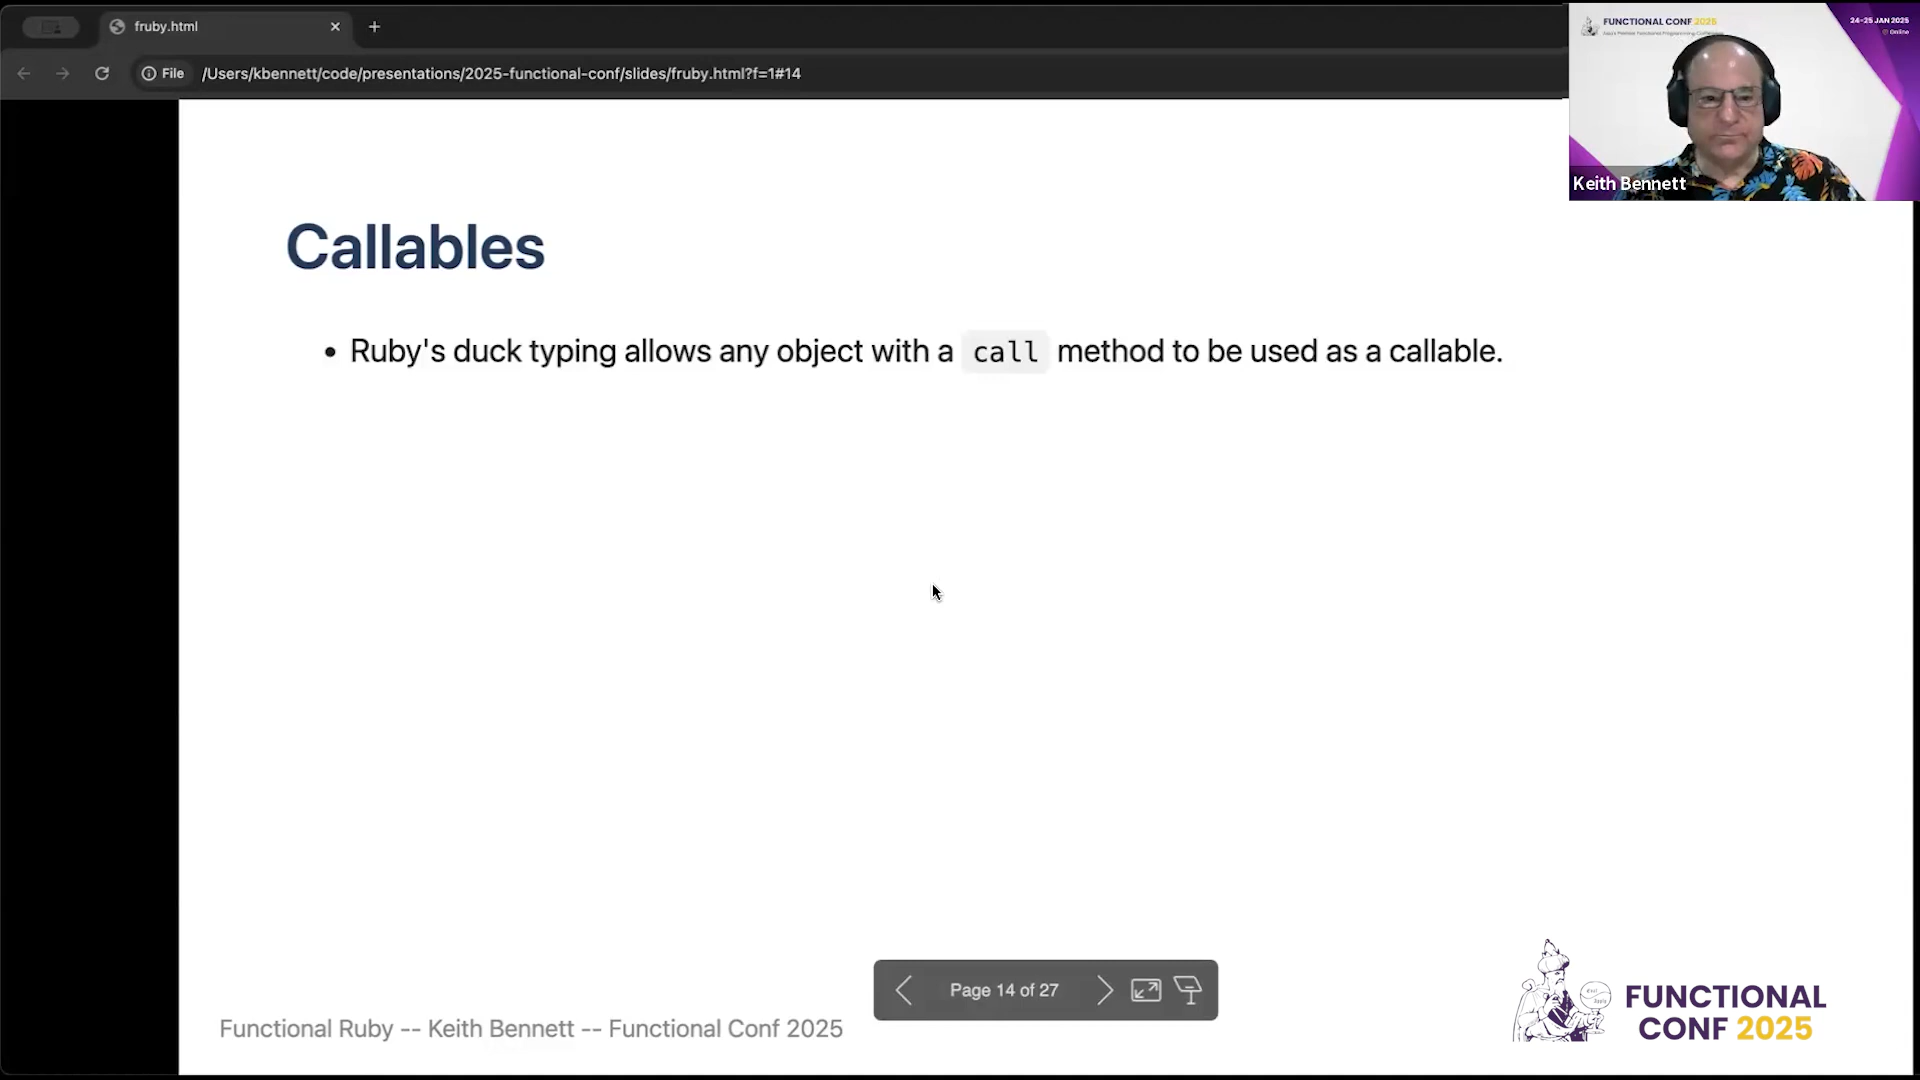 fruby.html
File
/Users/kbennett/code/presentations/2025-functional-conf/slides/fruby.html?f=1#14
FUNCTIONAL CONF 2025
24-25 JAN 2025
Online
Keith Bennett
Callables
• Ruby's duck typing allows any object with a call method to be used as a callable.
Page 14 of 27
Functional Ruby -- Keith Bennett -- Functional Conf 2025
FUNCTIONAL
CONF 2025